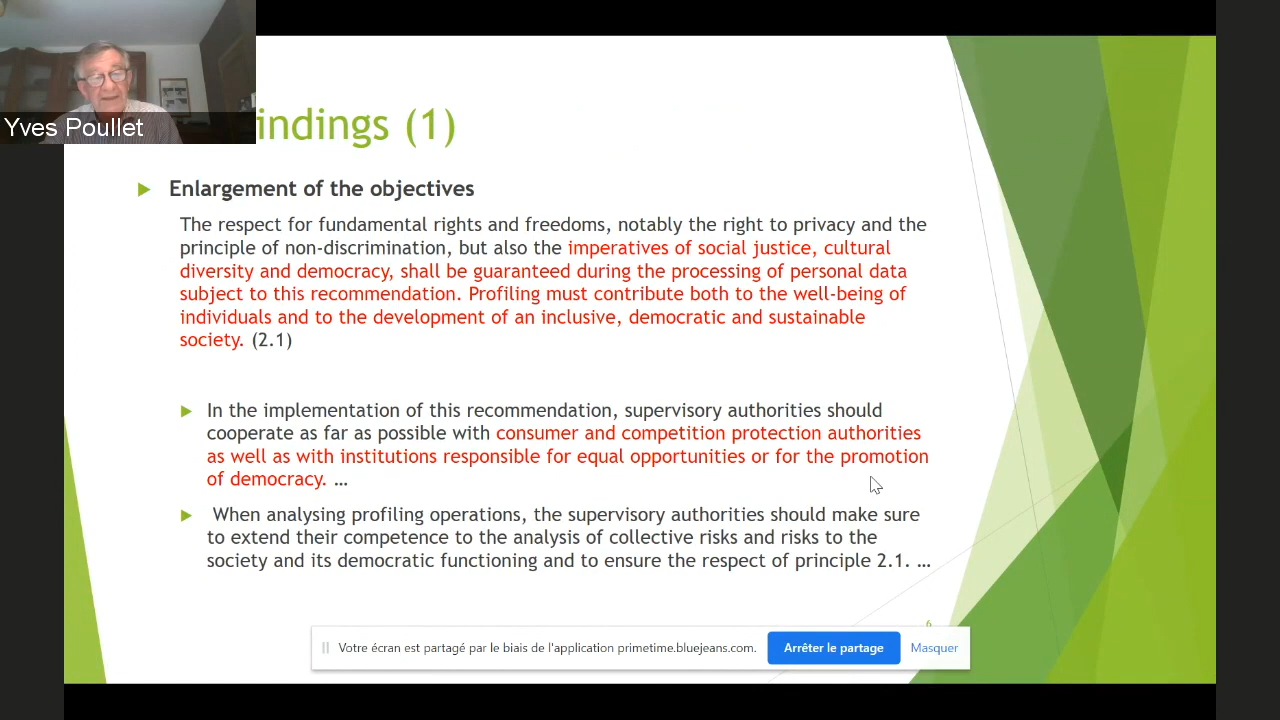 Yves Poullet
indings (1)
Enlargement of the objectives
The respect for fundamental rights and freedoms, notably the right to privacy and the
principle of non-discrimination, but also the imperatives of social justice, cultural
diversity and democracy, shall be guaranteed during the processing of personal data
subject to this recommendation. Profiling must contribute both to the well-being of
individuals and to the development of an inclusive, democratic and sustainable
society. (2.1)
In the implementation of this recommendation, supervisory authorities should
cooperate as far as possible with consumer and competition protection authorities
as well as with institutions responsible for equal opportunities or for the promotion
of democracy. …
When analysing profiling operations, the supervisory authorities should make sure
to extend their competence to the analysis of collective risks and risks to the
society and its democratic functioning and to ensure the respect of principle 2.1. …
6
Votre écran est partagé par le biais de l'application primetime.bluejeans.com.
Arrêter le partage
Masquer